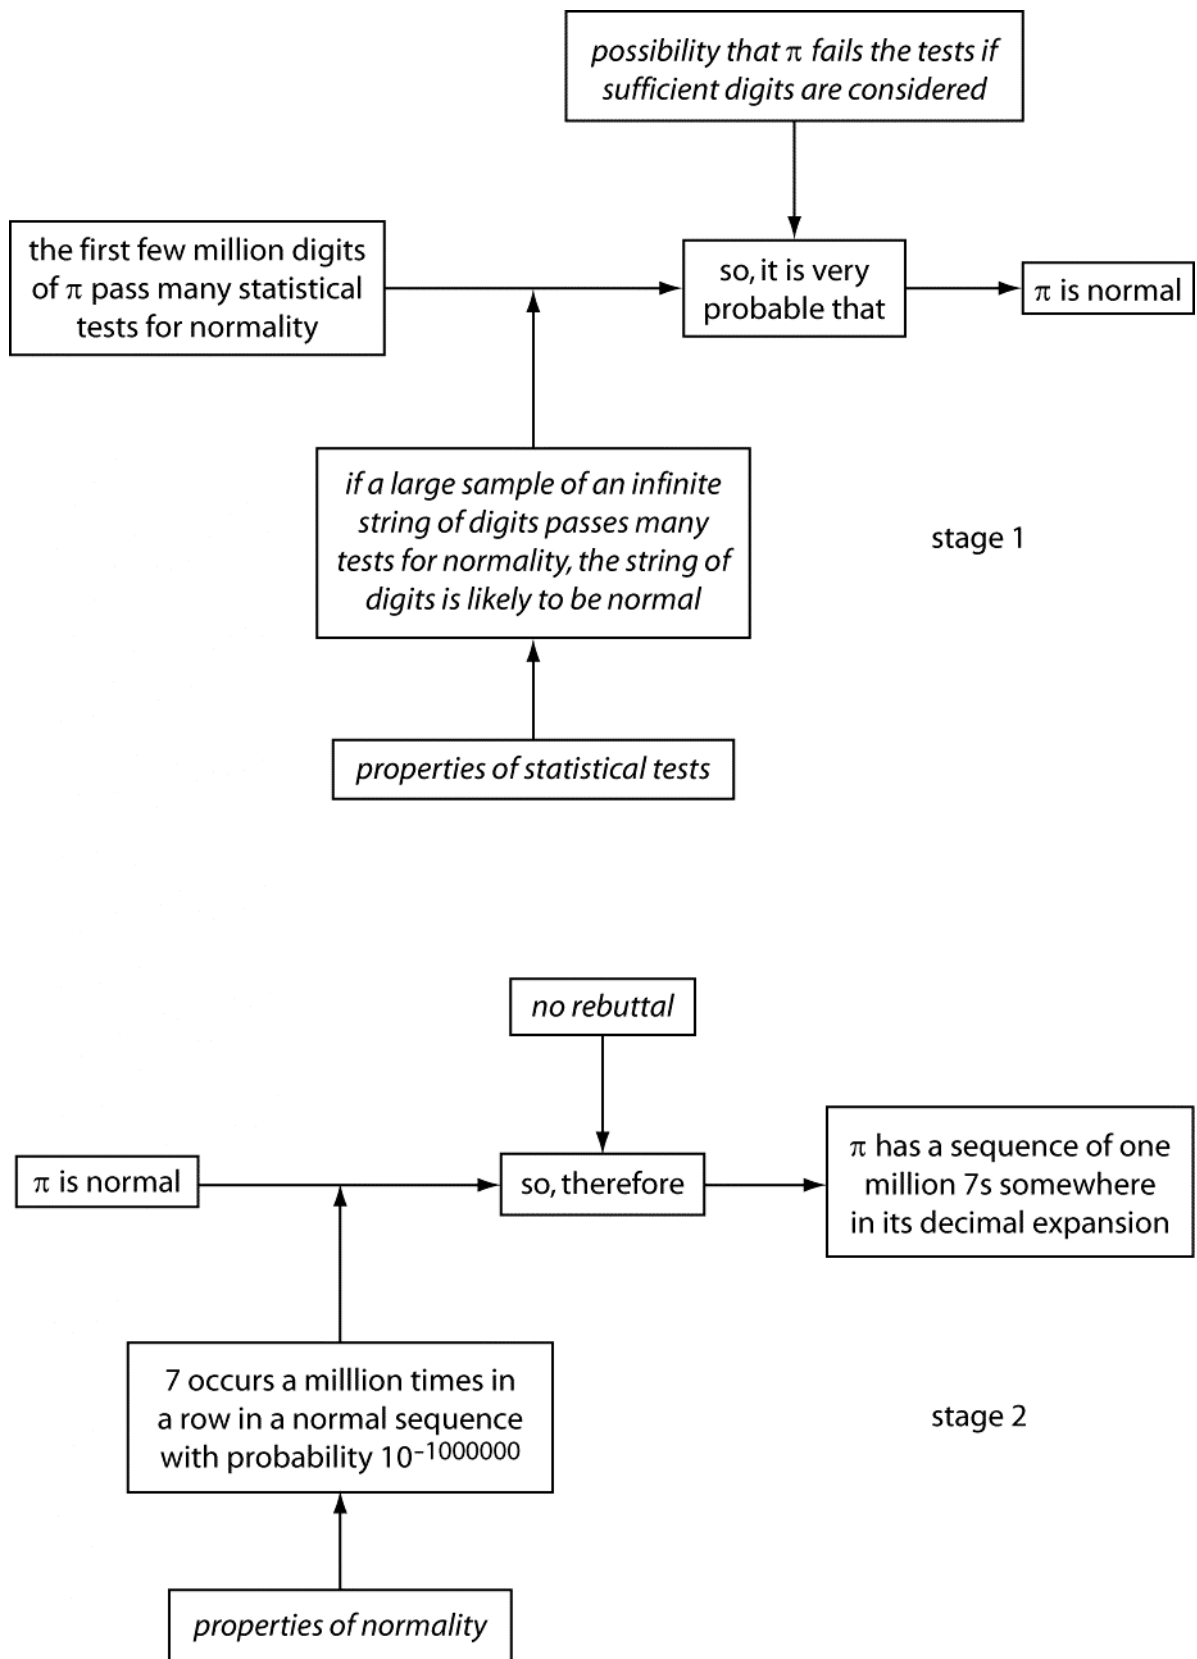 possibility that π fails the tests if
sufficient digits are considered
the first few million digits
of π pass many statistical
tests for normality
so, it is very
probable that
π is normal
if a large sample of an infinite
string of digits passes many
tests for normality, the string of
digits is likely to be normal
stage 1
properties of statistical tests
no rebuttal
π is normal
so, therefore
π has a sequence of one
million 7s somewhere
in its decimal expansion
7 occurs a milllion times in
a row in a normal sequence
with probability 10⁻¹⁰⁰⁰⁰⁰⁰
stage 2
properties of normality